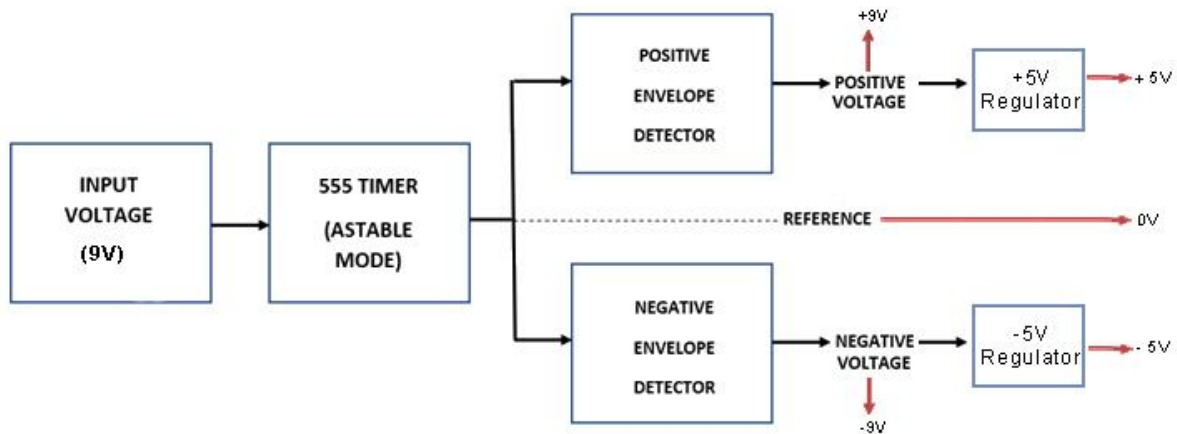 INPUT
VOLTAGE
(9V)
555 TIMER
(ASTABLE
MODE)
POSITIVE
ENVELOPE
DETECTOR
+9V
POSITIVE
VOLTAGE
+5V
Regulator
+5V
REFERENCE
0V
NEGATIVE
ENVELOPE
DETECTOR
NEGATIVE
VOLTAGE
-9V
-5V
Regulator
- 5V